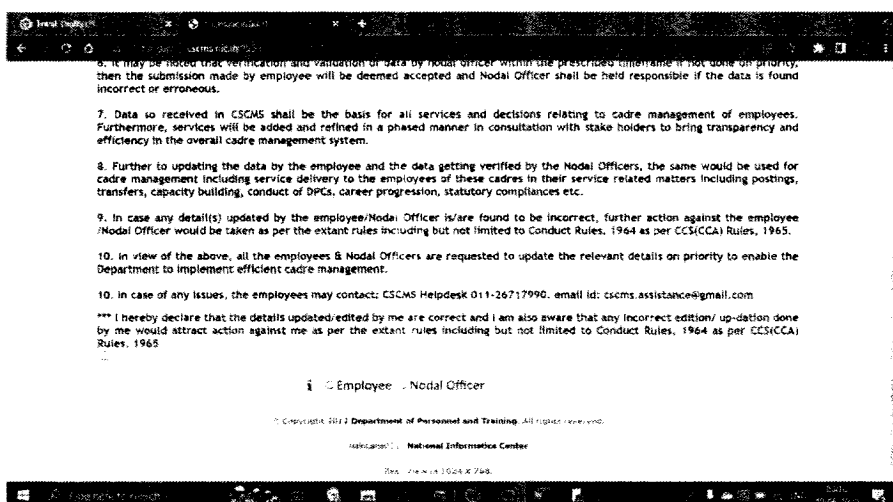 cscms.nic.in
6. It may be noted that verification and validation of data by nodal officer within the prescribed timeframe if not done on priority,
then the submission made by employee will be deemed accepted and Nodal Officer shall be held responsible if the data is found
incorrect or erroneous.
7. Data so received in CSCMS shall be the basis for all services and decisions relating to cadre management of employees.
Furthermore, services will be added and refined in a phased manner in consultation with stake holders to bring transparency and
efficiency in the overall cadre management system.
8. Further to updating the data by the employee and the data getting verified by the Nodal Officers, the same would be used for
cadre management including service delivery to the employees of these cadres in their service related matters including postings,
transfers, capacity building, conduct of DPCs, career progression, statutory compliances etc.
9. In case any detail(s) updated by the employee/Nodal Officer is/are found to be incorrect, further action against the employee
/Nodal Officer would be taken as per the extant rules including but not limited to Conduct Rules, 1964 as per CCS(CCA) Rules, 1965.
10. In view of the above, all the employees & Nodal Officers are requested to update the relevant details on priority to enable the
Department to implement efficient cadre management.
10. In case of any issues, the employees may contact: CSCMS Helpdesk 011-26717990. email id: cscms.assistance@gmail.com
*** I hereby declare that the details updated/edited by me are correct and I am also aware that any incorrect edition/ up-dation done
by me would attract action against me as per the extant rules including but not limited to Conduct Rules, 1964 as per CCS(CCA)
Rules, 1965
Employee Nodal Officer
© Copyright Department of Personnel and Training. All rights reserved.
National Informatics Center
1024 X 768.